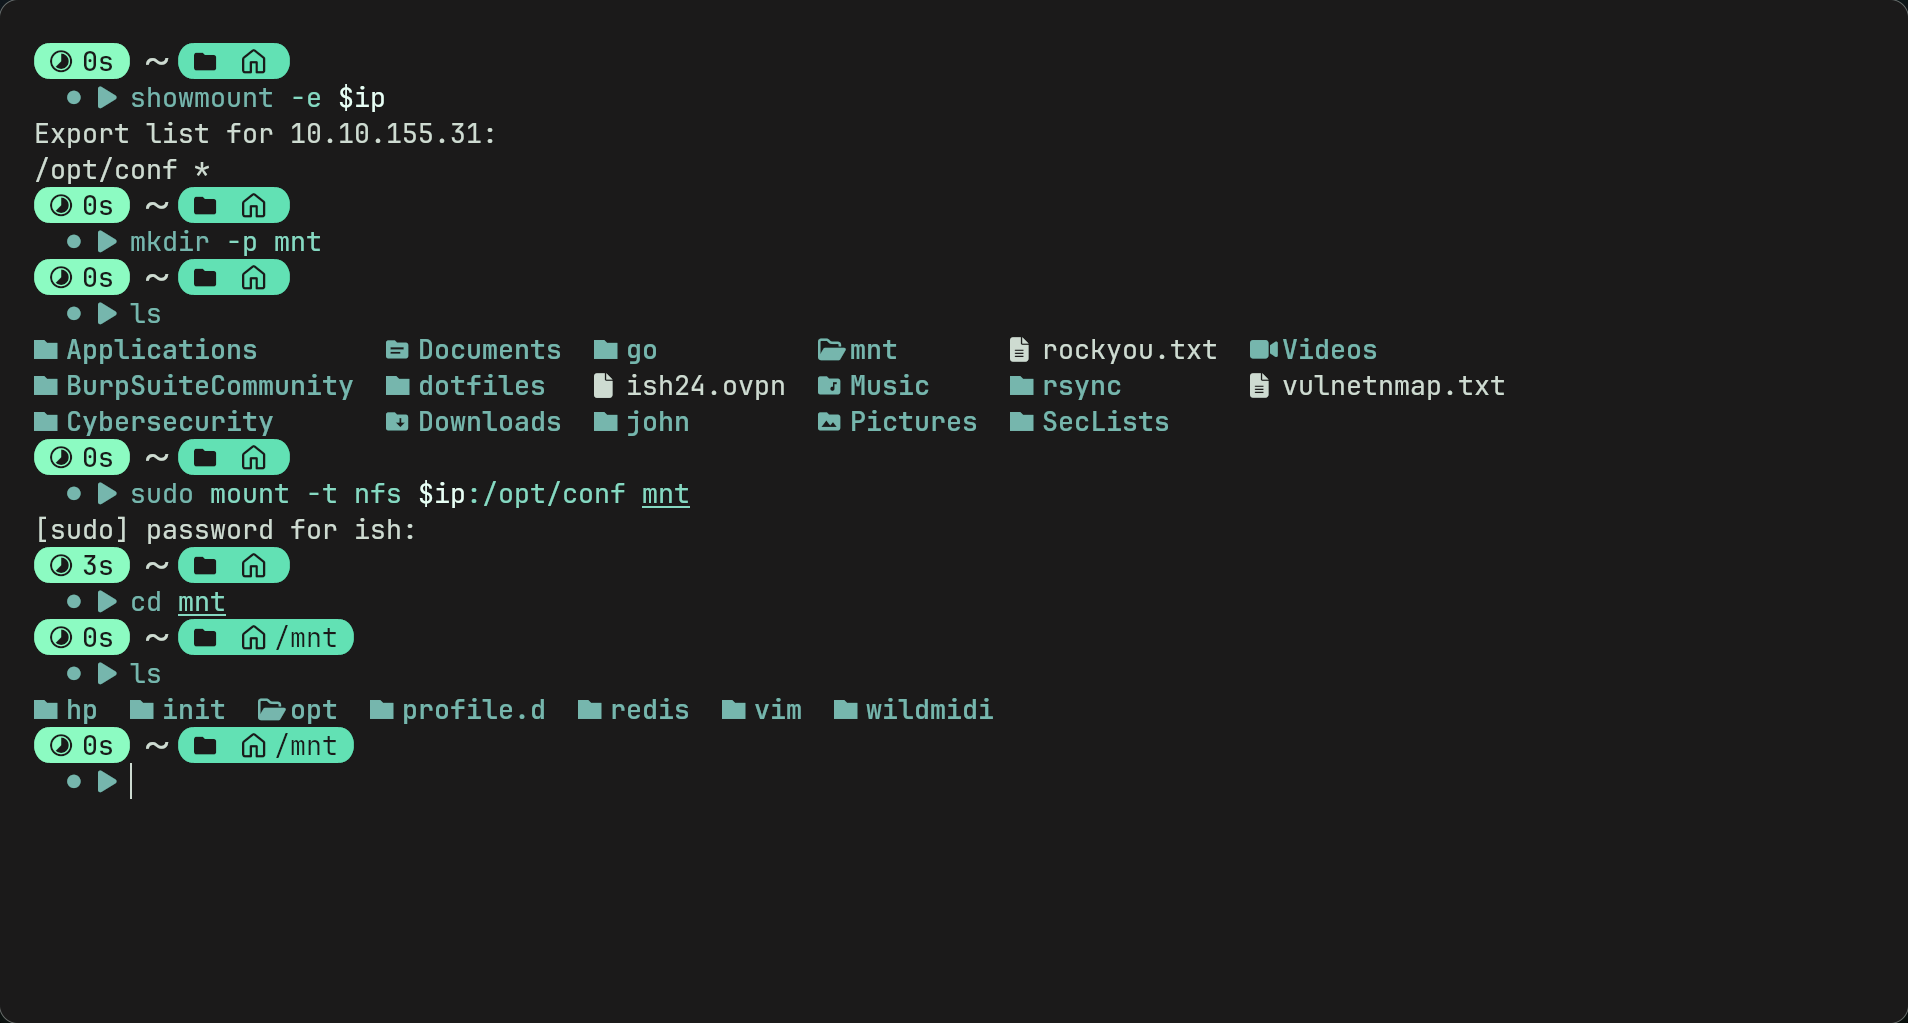 0s ~
showmount -e $ip
Export list for 10.10.155.31:
/opt/conf *
0s ~
mkdir -p mnt
0s ~
ls
Applications Documents go mnt rockyou.txt Videos
BurpSuiteCommunity dotfiles ish24.ovpn Music rsync vulnetnmap.txt
Cybersecurity Downloads john Pictures SecLists
0s ~
sudo mount -t nfs $ip:/opt/conf mnt
[sudo] password for ish:
3s ~
cd mnt
0s ~ /mnt
ls
hp init opt profile.d redis vim wildmidi
0s ~ /mnt